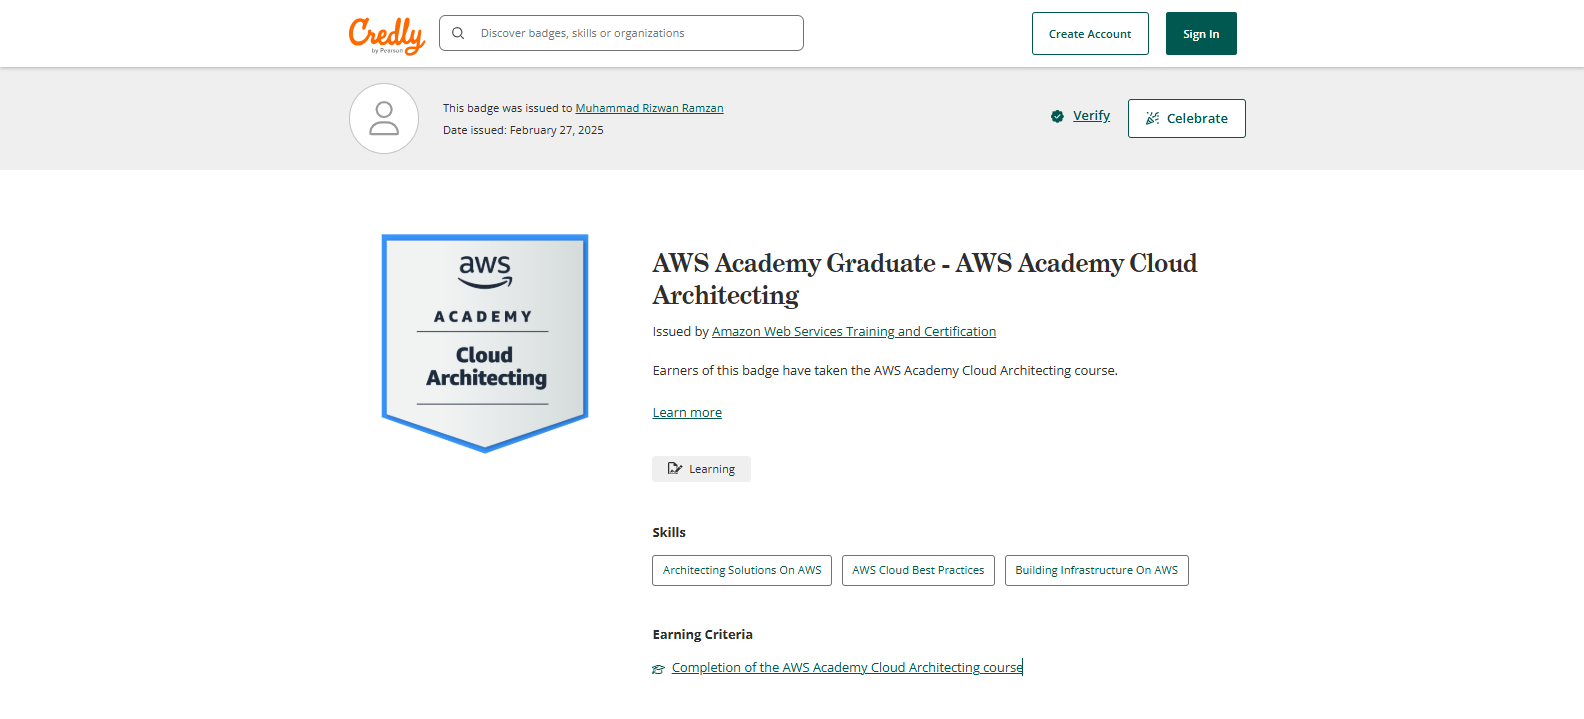 Credly
by Pearson
Discover badges, skills or organizations
Create Account
Sign In
This badge was issued to Muhammad Rizwan Ramzan
Date issued: February 27, 2025
Verify
Celebrate
aws
ACADEMY
Cloud
Architecting
AWS Academy Graduate - AWS Academy Cloud
Architecting
Issued by Amazon Web Services Training and Certification
Earners of this badge have taken the AWS Academy Cloud Architecting course.
Learn more
Learning
Skills
Architecting Solutions On AWS
AWS Cloud Best Practices
Building Infrastructure On AWS
Earning Criteria
Completion of the AWS Academy Cloud Architecting course